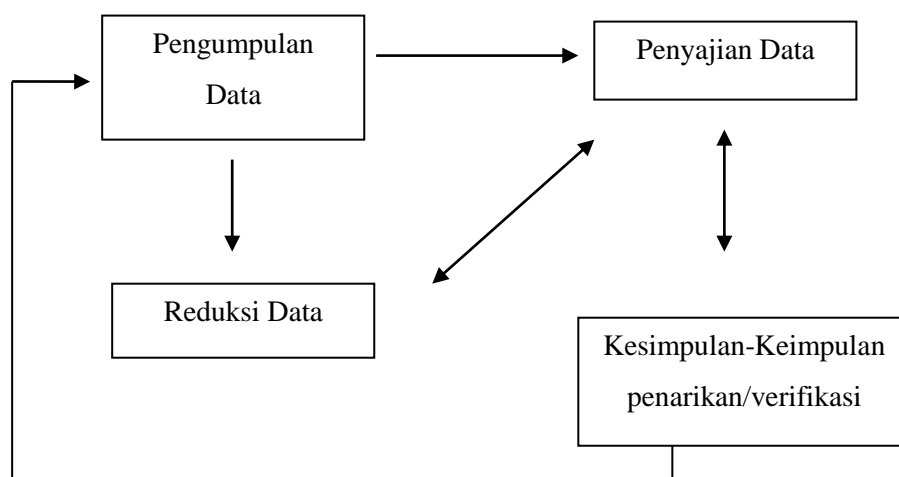 Pengumpulan
Data
Penyajian Data
Reduksi Data
Kesimpulan-Keimpulan
penarikan/verifikasi